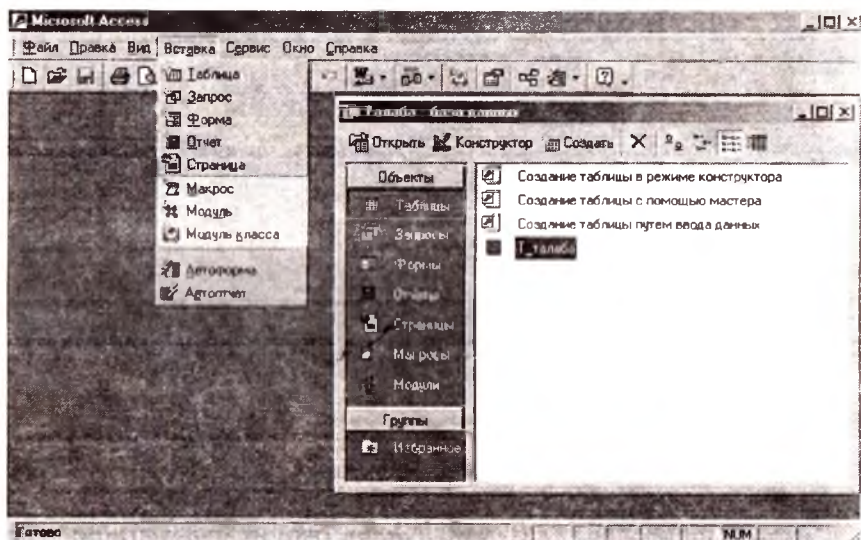 Microsoft Access
Файл Правка Вид Вставка Сервис Окно Справка
Таблица
Запрос
Форма
Отчет
Страница
Макрос
Модуль
Модуль класса
Автоформа
Автоотчет
Открыть Конструктор Создать
Объекты
Таблицы
Запросы
Формы
Отчеты
Страницы
Макросы
Модули
Группы
Избранное
Создание таблицы в режиме конструктора
Создание таблицы с помощью мастера
Создание таблицы путем ввода данных
Т_талаба
Готово
NUM